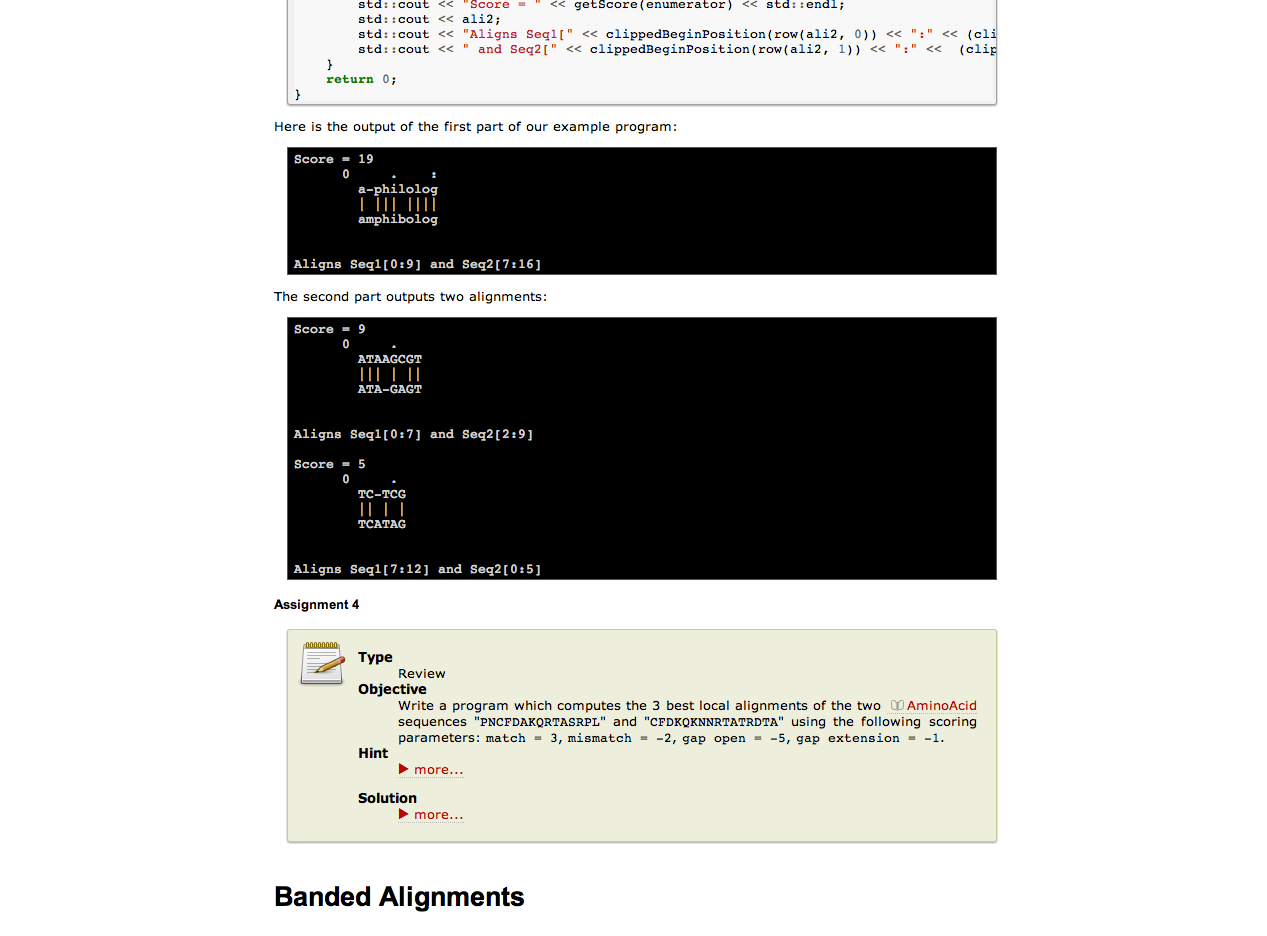 std::cout << "Score = " << getScore(enumerator) << std::endl;
std::cout << ali2;
std::cout << "Aligns Seq1[" << clippedBeginPosition(row(ali2, 0)) << ":" << (cli
std::cout << " and Seq2[" << clippedBeginPosition(row(ali2, 1)) << ":" <<  (clip
}
return 0;
}
Here is the output of the first part of our example program:
Score = 19
0     .    :
a-philolog
| ||| ||||
amphibolog
Aligns Seq1[0:9] and Seq2[7:16]
The second part outputs two alignments:
Score = 9
0     .
ATAAGCGT
||| | ||
ATA-GAGT
Aligns Seq1[0:7] and Seq2[2:9]
Score = 5
0     .
TC-TCG
|| | |
TCATAG
Aligns Seq1[7:12] and Seq2[0:5]
Assignment 4
Type
Review
Objective
Write a program which computes the 3 best local alignments of the two AminoAcid
sequences "PNCFDAKQRTASRPL" and "CFDKQKNNRTATRDTA" using the following scoring
parameters: match = 3, mismatch = -2, gap open = -5, gap extension = -1.
Hint
▶ more...
Solution
▶ more...
Banded Alignments